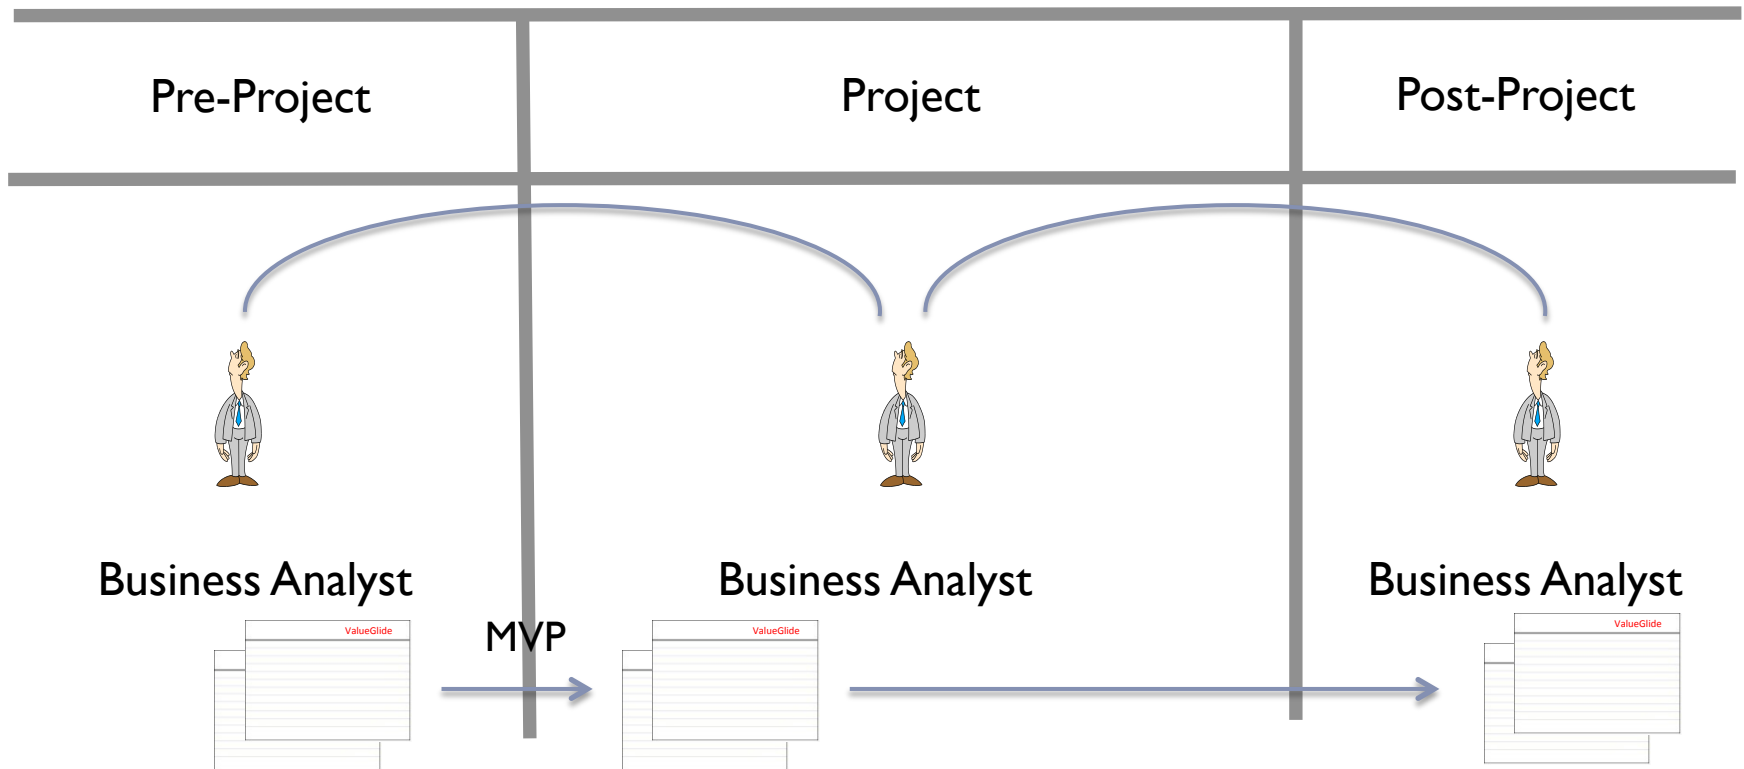 Pre-Project
Project
Post-Project
Business Analyst
Business Analyst
Business Analyst
ValueGlide
MVP
ValueGlide
ValueGlide